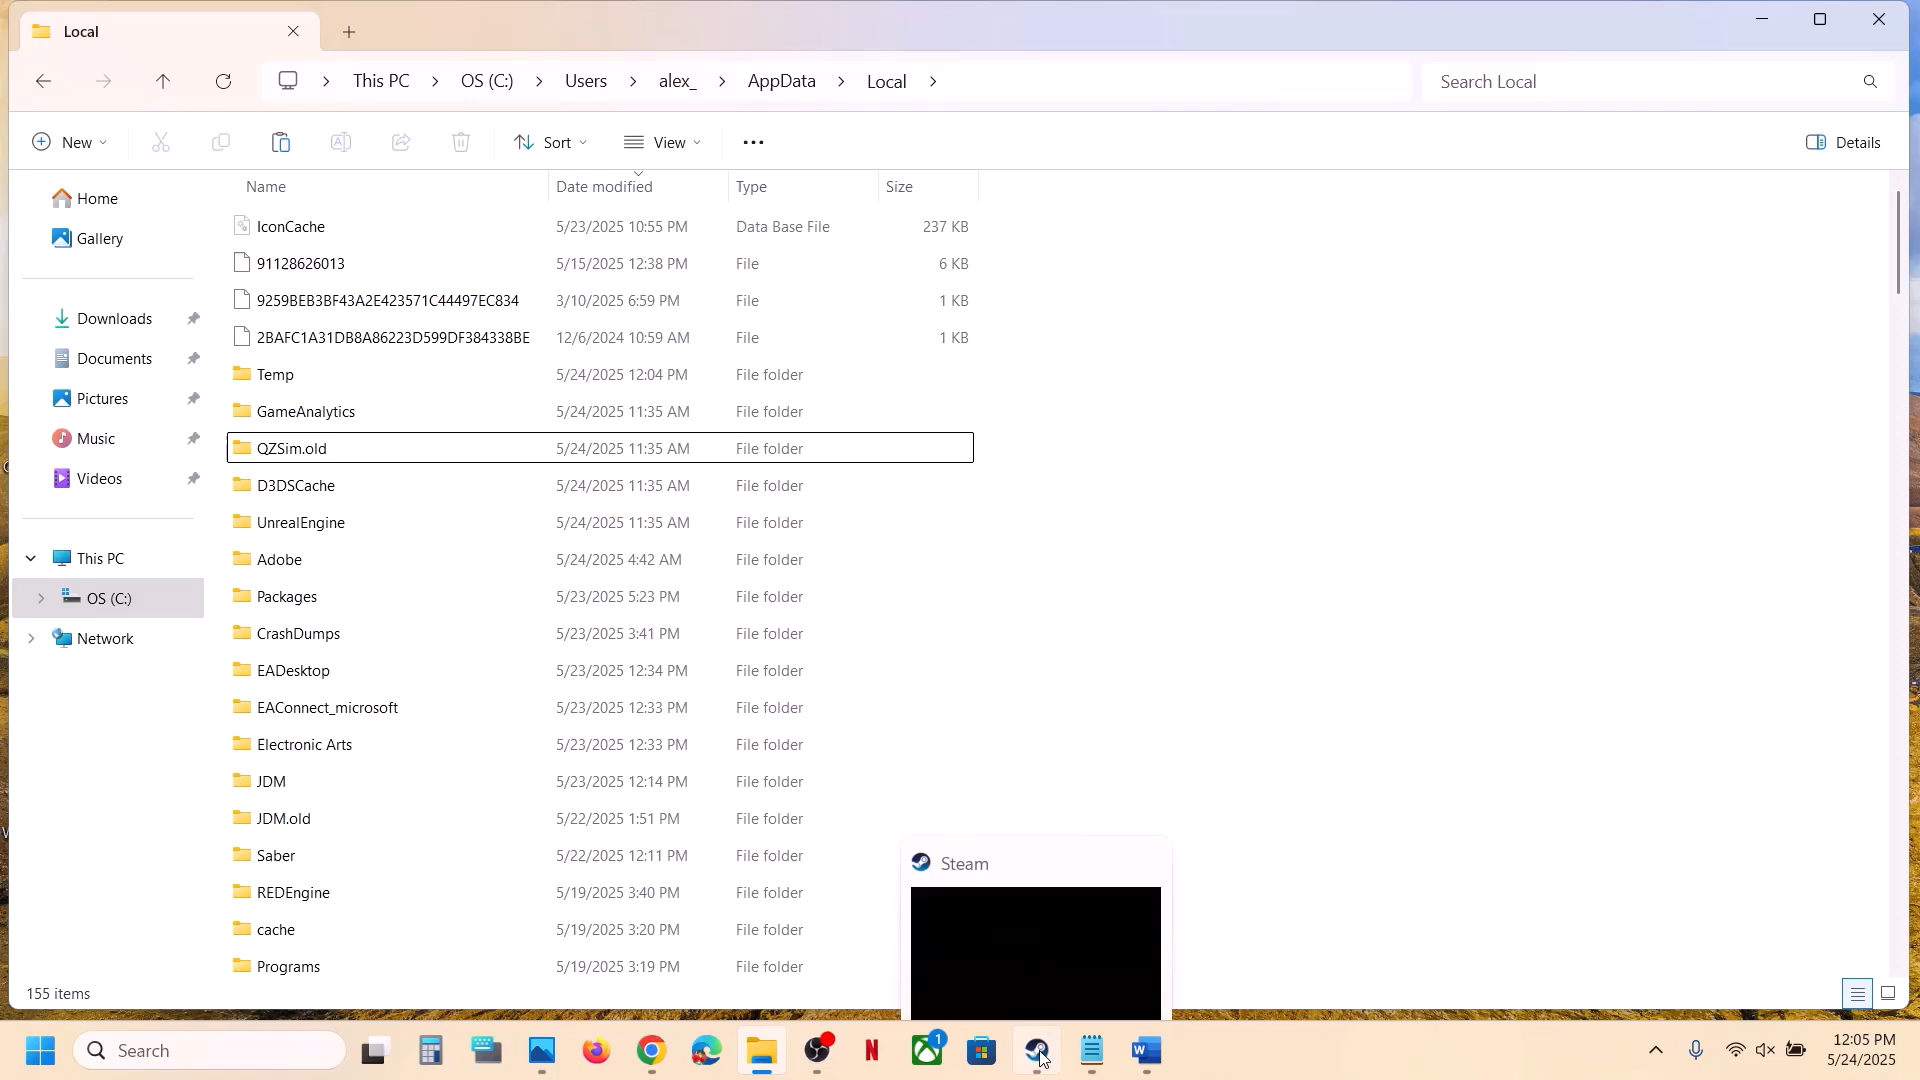 Local
This PC
OS (C:)
Users
alex_
AppData
Local
Search Local
New
Sort
View
Details
Name
Date modified
Type
Size
Home
Gallery
Downloads
Documents
Pictures
Music
Videos
This PC
OS (C:)
Network
IconCache 5/23/2025 10:55 PM Data Base File 237 KB
91128626013 5/15/2025 12:38 PM File 6 KB
9259BEB3BF43A2E423571C44497EC834 3/10/2025 6:59 PM File 1 KB
2BAFC1A31DB8A86223D599DF384338BE 12/6/2024 10:59 AM File 1 KB
Temp 5/24/2025 12:04 PM File folder
GameAnalytics 5/24/2025 11:35 AM File folder
QZSim.old 5/24/2025 11:35 AM File folder
D3DSCache 5/24/2025 11:35 AM File folder
UnrealEngine 5/24/2025 11:35 AM File folder
Adobe 5/24/2025 4:42 AM File folder
Packages 5/23/2025 5:23 PM File folder
CrashDumps 5/23/2025 3:41 PM File folder
EADesktop 5/23/2025 12:34 PM File folder
EAConnect_microsoft 5/23/2025 12:33 PM File folder
Electronic Arts 5/23/2025 12:33 PM File folder
JDM 5/23/2025 12:14 PM File folder
JDM.old 5/22/2025 1:51 PM File folder
Saber 5/22/2025 12:11 PM File folder
REDEngine 5/19/2025 3:40 PM File folder
cache 5/19/2025 3:20 PM File folder
Programs 5/19/2025 3:19 PM File folder
Steam
155 items
Search
1
12:05 PM
5/24/2025